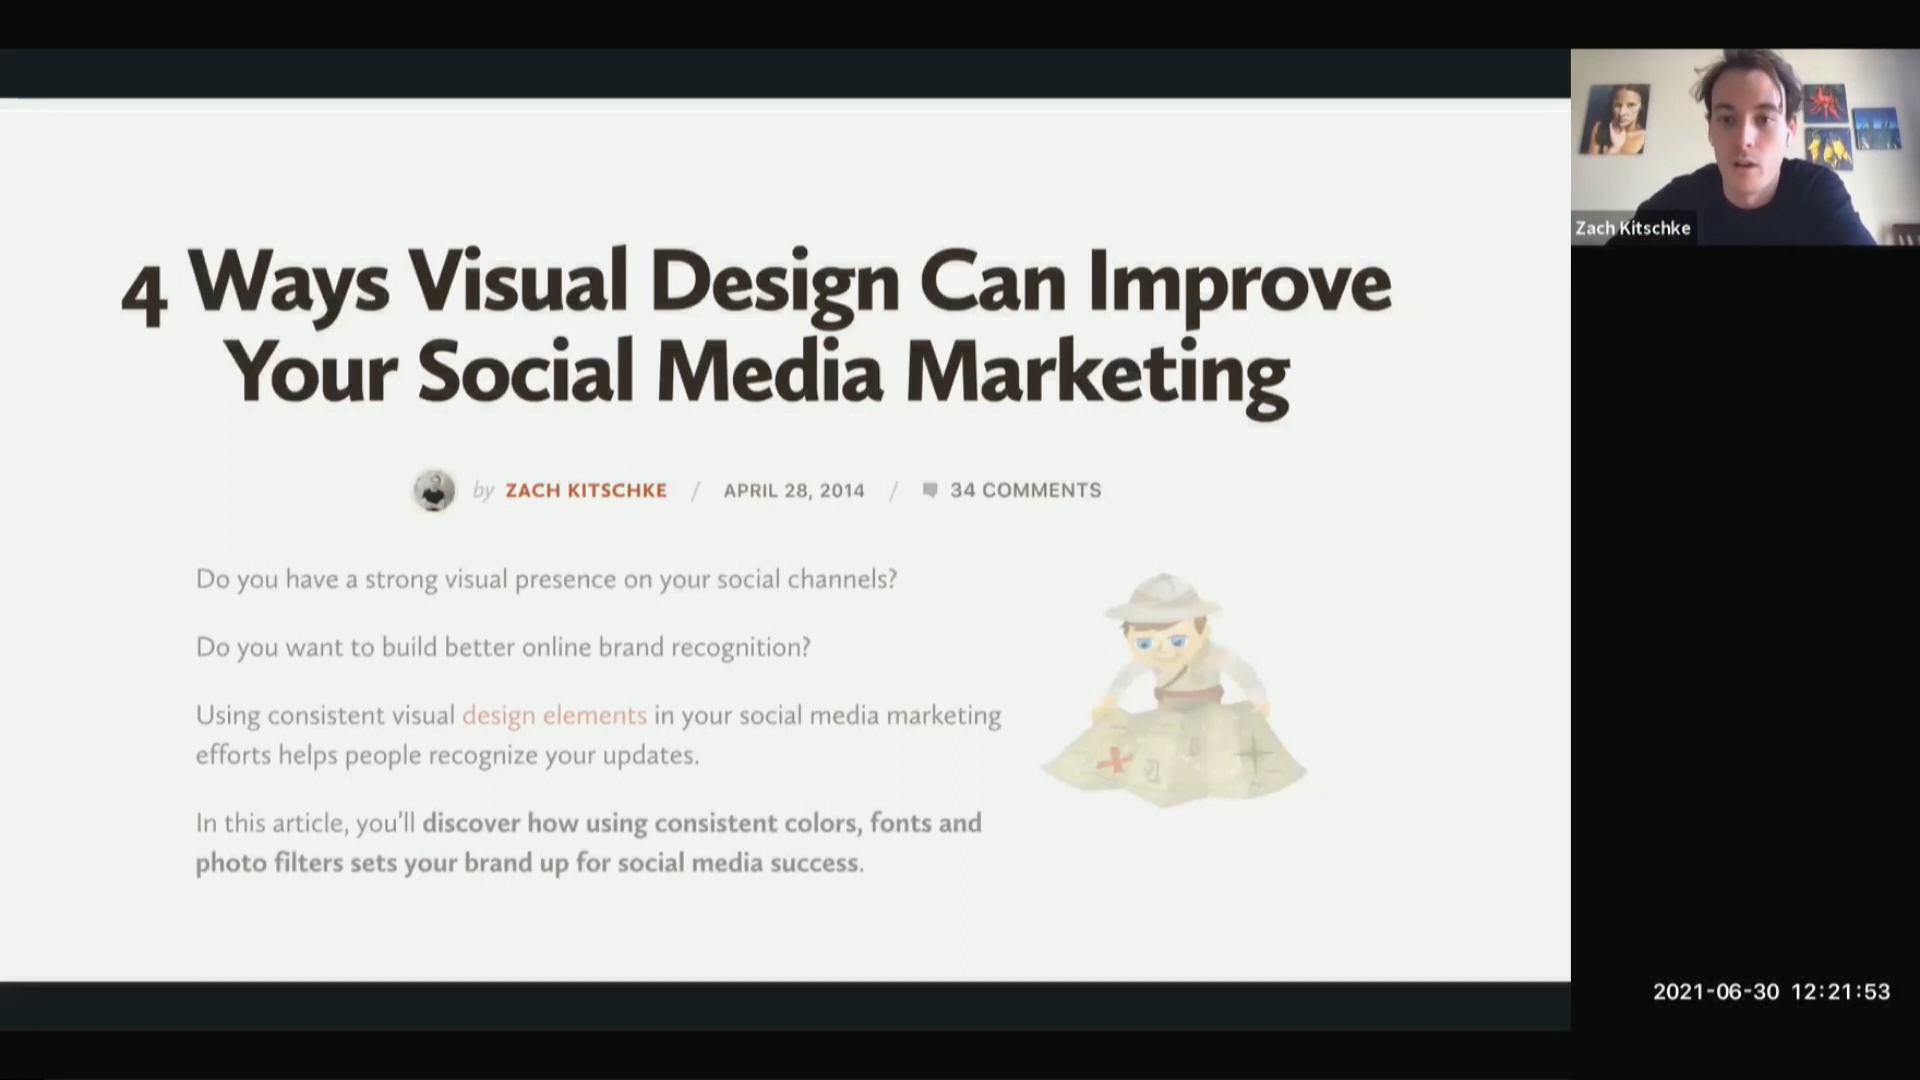 4 Ways Visual Design Can Improve
Your Social Media Marketing
by ZACH KITSCHKE / APRIL 28, 2014 / 34 COMMENTS
Do you have a strong visual presence on your social channels?
Do you want to build better online brand recognition?
Using consistent visual design elements in your social media marketing
efforts helps people recognize your updates.
In this article, you'll discover how using consistent colors, fonts and
photo filters sets your brand up for social media success.
Zach Kitschke
2021-06-30 12:21:53